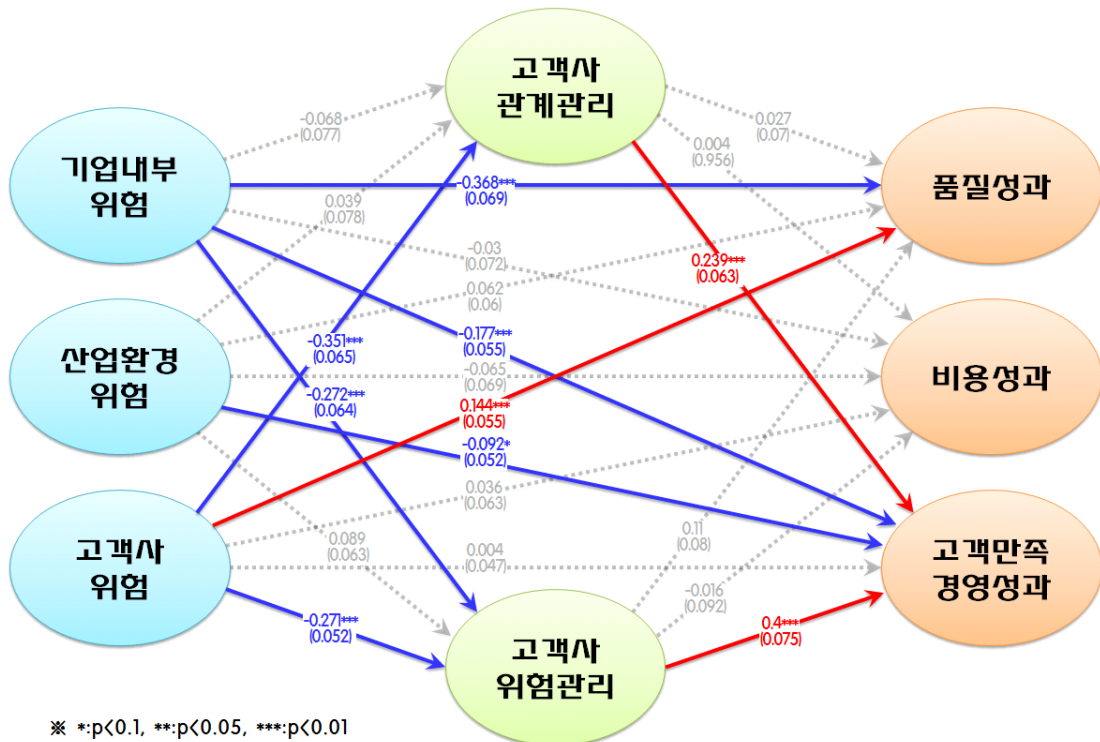 고객사
관계관리
-0.068
(0.077)
0.027
(0.07)
0.004
(0.956)
기업내부
위험
-0.368***
(0.069)
품질성과
0.039
(0.078)
-0.03
(0.072)
0.239***
(0.063)
0.062
(0.06)
산업환경
위험
-0.351***
(0.065)
-0.177***
(0.055)
-0.065
(0.069)
비용성과
-0.272***
(0.064)
0.144***
(0.055)
-0.092*
(0.052)
0.036
(0.063)
고객사
위험
0.089
(0.063)
0.004
(0.047)
0.11
(0.08)
고객만족
경영성과
-0.016
(0.092)
-0.271***
(0.052)
0.4***
(0.075)
고객사
위험관리
※ *:p<0.1, **:p<0.05, ***:p<0.01